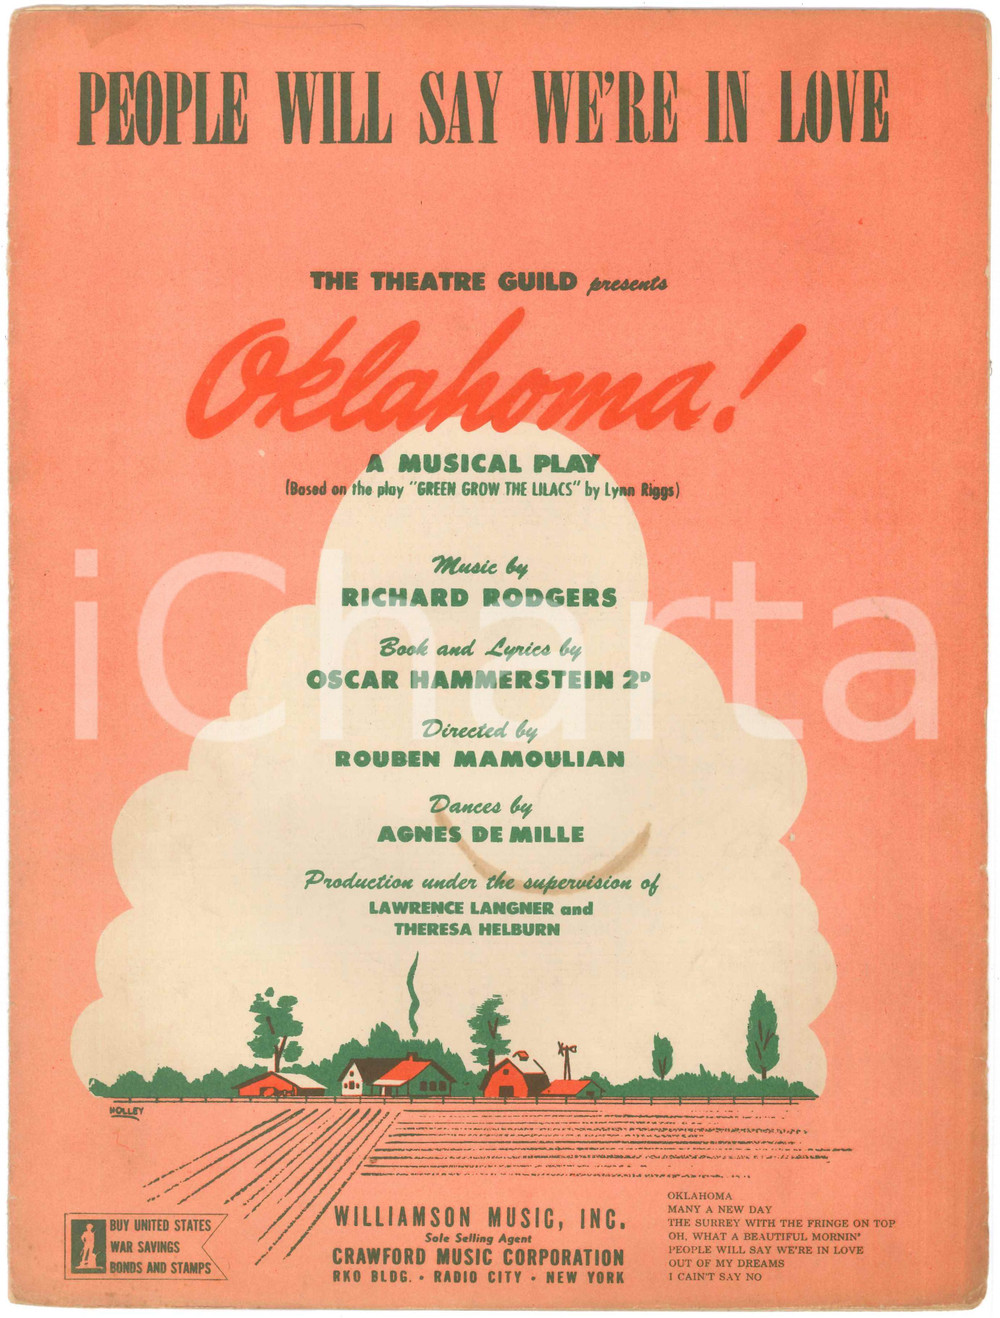 PEOPLE WILL SAY WE'RE IN LOVE
THE THEATRE GUILD presents
Oklahoma!
A MUSICAL PLAY
(Based on the play "GREEN GROW THE LILACS" by Lynn Riggs)
iCharta
Music by
RICHARD RODGERS
Book and Lyrics by
OSCAR HAMMERSTEIN 2D
Directed by
ROUBEN MAMOULIAN
Dances by
AGNES DE MILLE
Production under the supervision of
LAWRENCE LANGNER and
THERESA HELBURN
HOLLEY
BUY UNITED STATES
WAR SAVINGS
BONDS AND STAMPS
WILLIAMSON MUSIC, INC.
Sole Selling Agent
CRAWFORD MUSIC CORPORATION
RKO BLDG. • RADIO CITY • NEW YORK
OKLAHOMA
MANY A NEW DAY
THE SURREY WITH THE FRINGE ON TOP
OH, WHAT A BEAUTIFUL MORNIN'
PEOPLE WILL SAY WE'RE IN LOVE
OUT OF MY DREAMS
I CAIN'T SAY NO